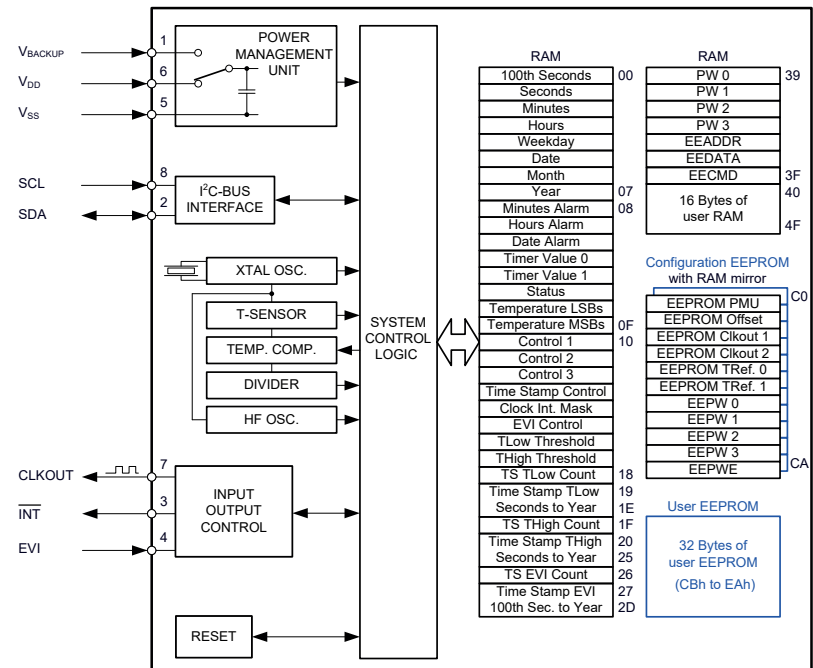 POWER
MANAGEMENT
UNIT
VBACKUP
1
VDD
6
VSS
5
SCL
8
SDA
2
I²C-BUS
INTERFACE
XTAL OSC.
T-SENSOR
TEMP. COMP.
DIVIDER
HF OSC.
CLKOUT
7
INT
3
EVI
4
INPUT
OUTPUT
CONTROL
RESET
SYSTEM
CONTROL
LOGIC
RAM
100th Seconds 00
Seconds
Minutes
Hours
Weekday
Date
Month
Year 07
Minutes Alarm 08
Hours Alarm
Date Alarm
Timer Value 0
Timer Value 1
Status
Temperature LSBs
Temperature MSBs 0F
Control 1 10
Control 2
Control 3
Time Stamp Control
Clock Int. Mask
EVI Control
TLow Threshold
THigh Threshold
TS TLow Count 18
Time Stamp TLow 19
Seconds to Year 1E
TS THigh Count 1F
Time Stamp THigh 20
Seconds to Year 25
TS EVI Count 26
Time Stamp EVI 27
100th Sec. to Year 2D
RAM
PW 0 39
PW 1
PW 2
PW 3
EEADDR
EEDATA
EECMD 3F
16 Bytes of 40
user RAM
4F
Configuration EEPROM
with RAM mirror
EEPROM PMU C0
EEPROM Offset
EEPROM Clkout 1
EEPROM Clkout 2
EEPROM TRef. 0
EEPROM TRef. 1
EEPW 0
EEPW 1
EEPW 2
EEPW 3
EEPWE CA
User EEPROM
32 Bytes of
user EEPROM
(CBh to EAh)